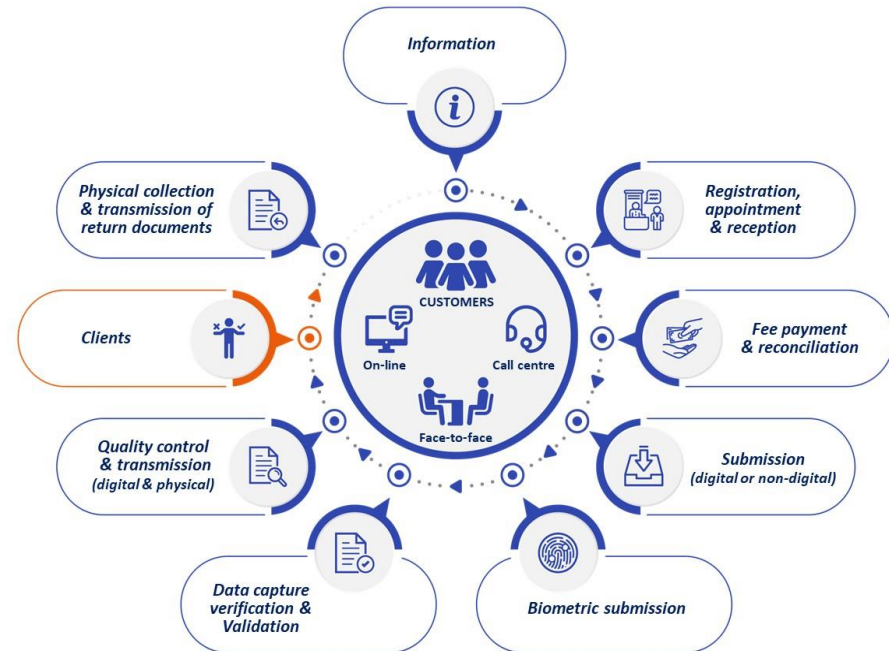 Information
Registration,
appointment
& reception
Fee payment
& reconciliation
Submission
(digital or non-digital)
Biometric submission
Data capture
verification &
Validation
Quality control
& transmission
(digital & physical)
Clients
Physical collection
& transmission of
return documents
CUSTOMERS
On-line
Call centre
Face-to-face